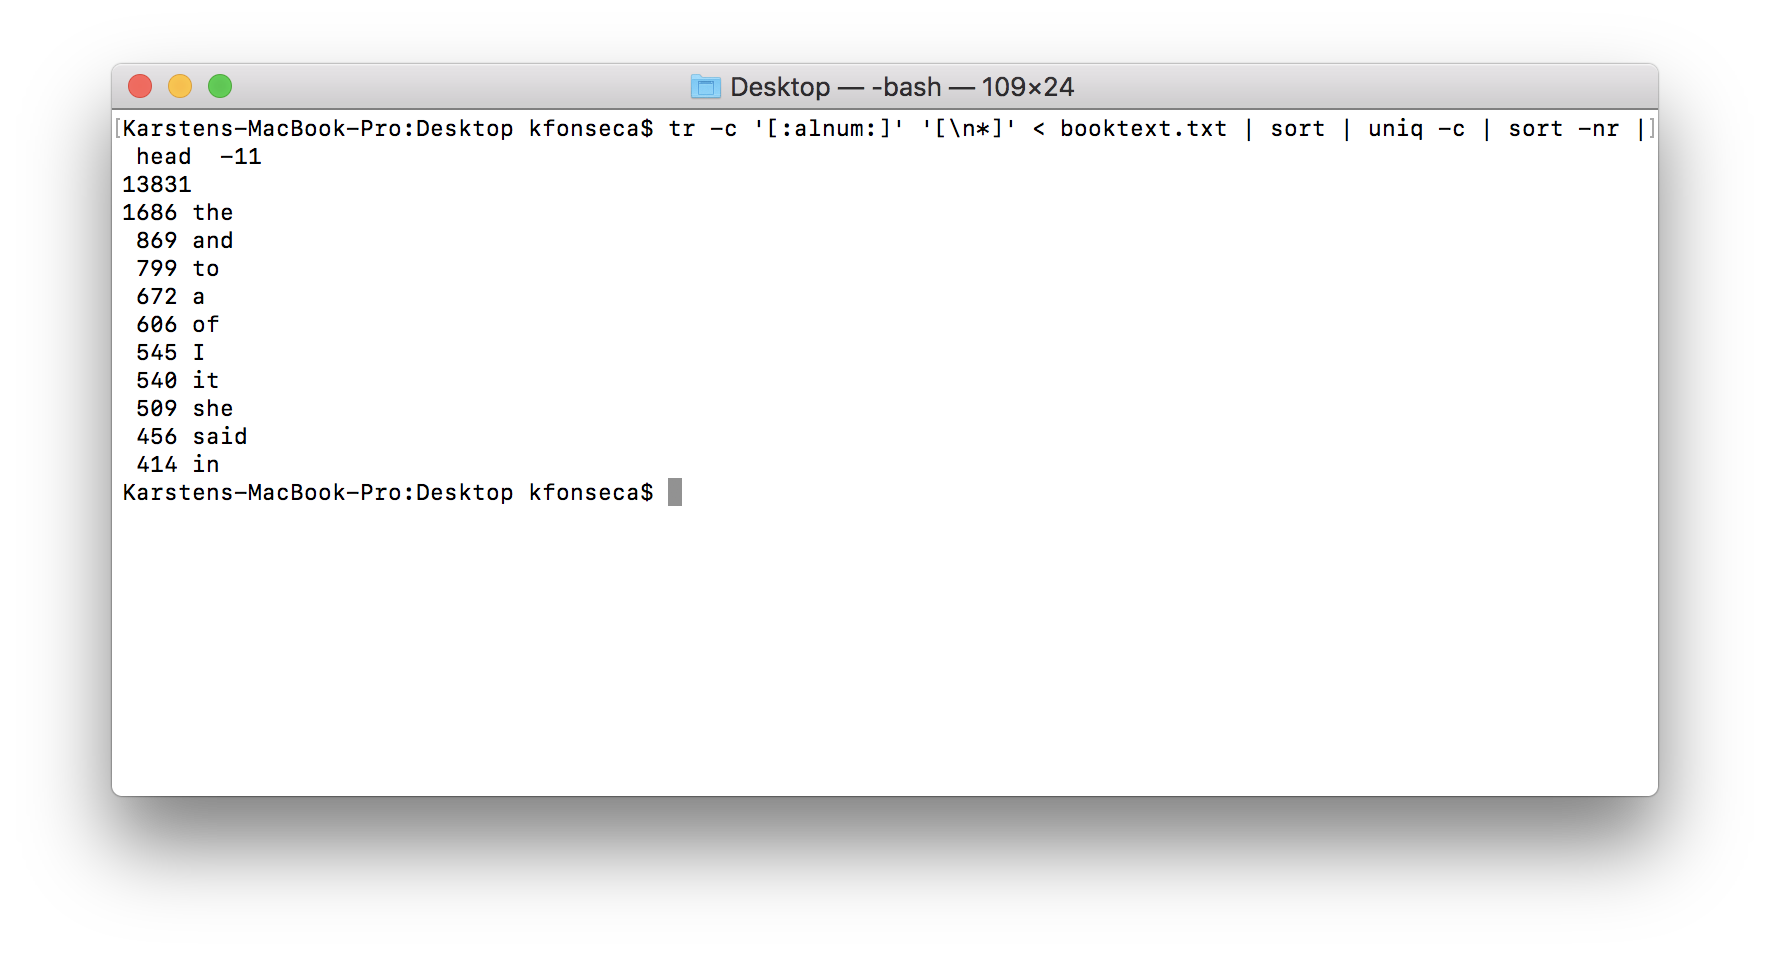 Desktop — -bash — 109×24
[Karstens-MacBook-Pro:Desktop kfonseca$ tr -c '[:alnum:]' '[\n*]' < booktext.txt | sort | uniq -c | sort -nr |]
 head  -11
13831
1686 the
 869 and
 799 to
 672 a
 606 of
 545 I
 540 it
 509 she
 456 said
 414 in
Karstens-MacBook-Pro:Desktop kfonseca$